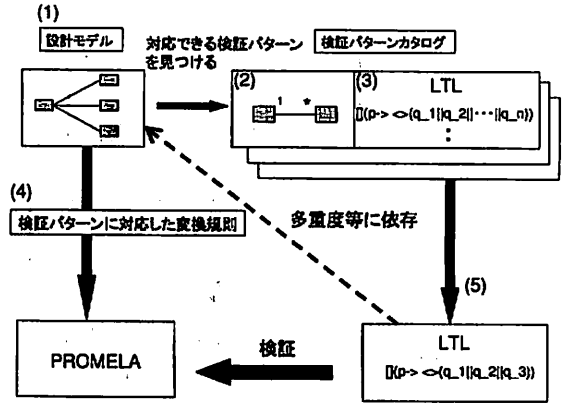 (1)
設計モデル
対応できる検証パターン
を見つける
検証パターンカタログ
(2)
(3)
LTL
1
*
[](p-> <>(q_1||q_2||･･･||q_n))
⋮
(4)
検証パターンに対応した変換規則
多重度等に依存
(5)
PROMELA
検証
LTL
[](p-> <>(q_1||q_2||q_3))